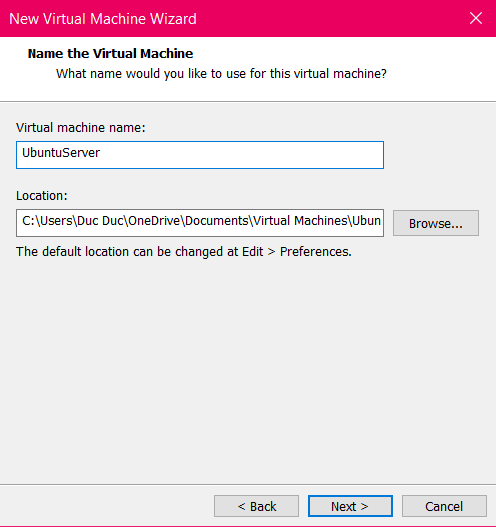 New Virtual Machine Wizard
Name the Virtual Machine
What name would you like to use for this virtual machine?
Virtual machine name:
UbuntuServer
Location:
C:\Users\Duc Duc\OneDrive\Documents\Virtual Machines\Ubun
Browse...
The default location can be changed at Edit > Preferences.
< Back
Next >
Cancel